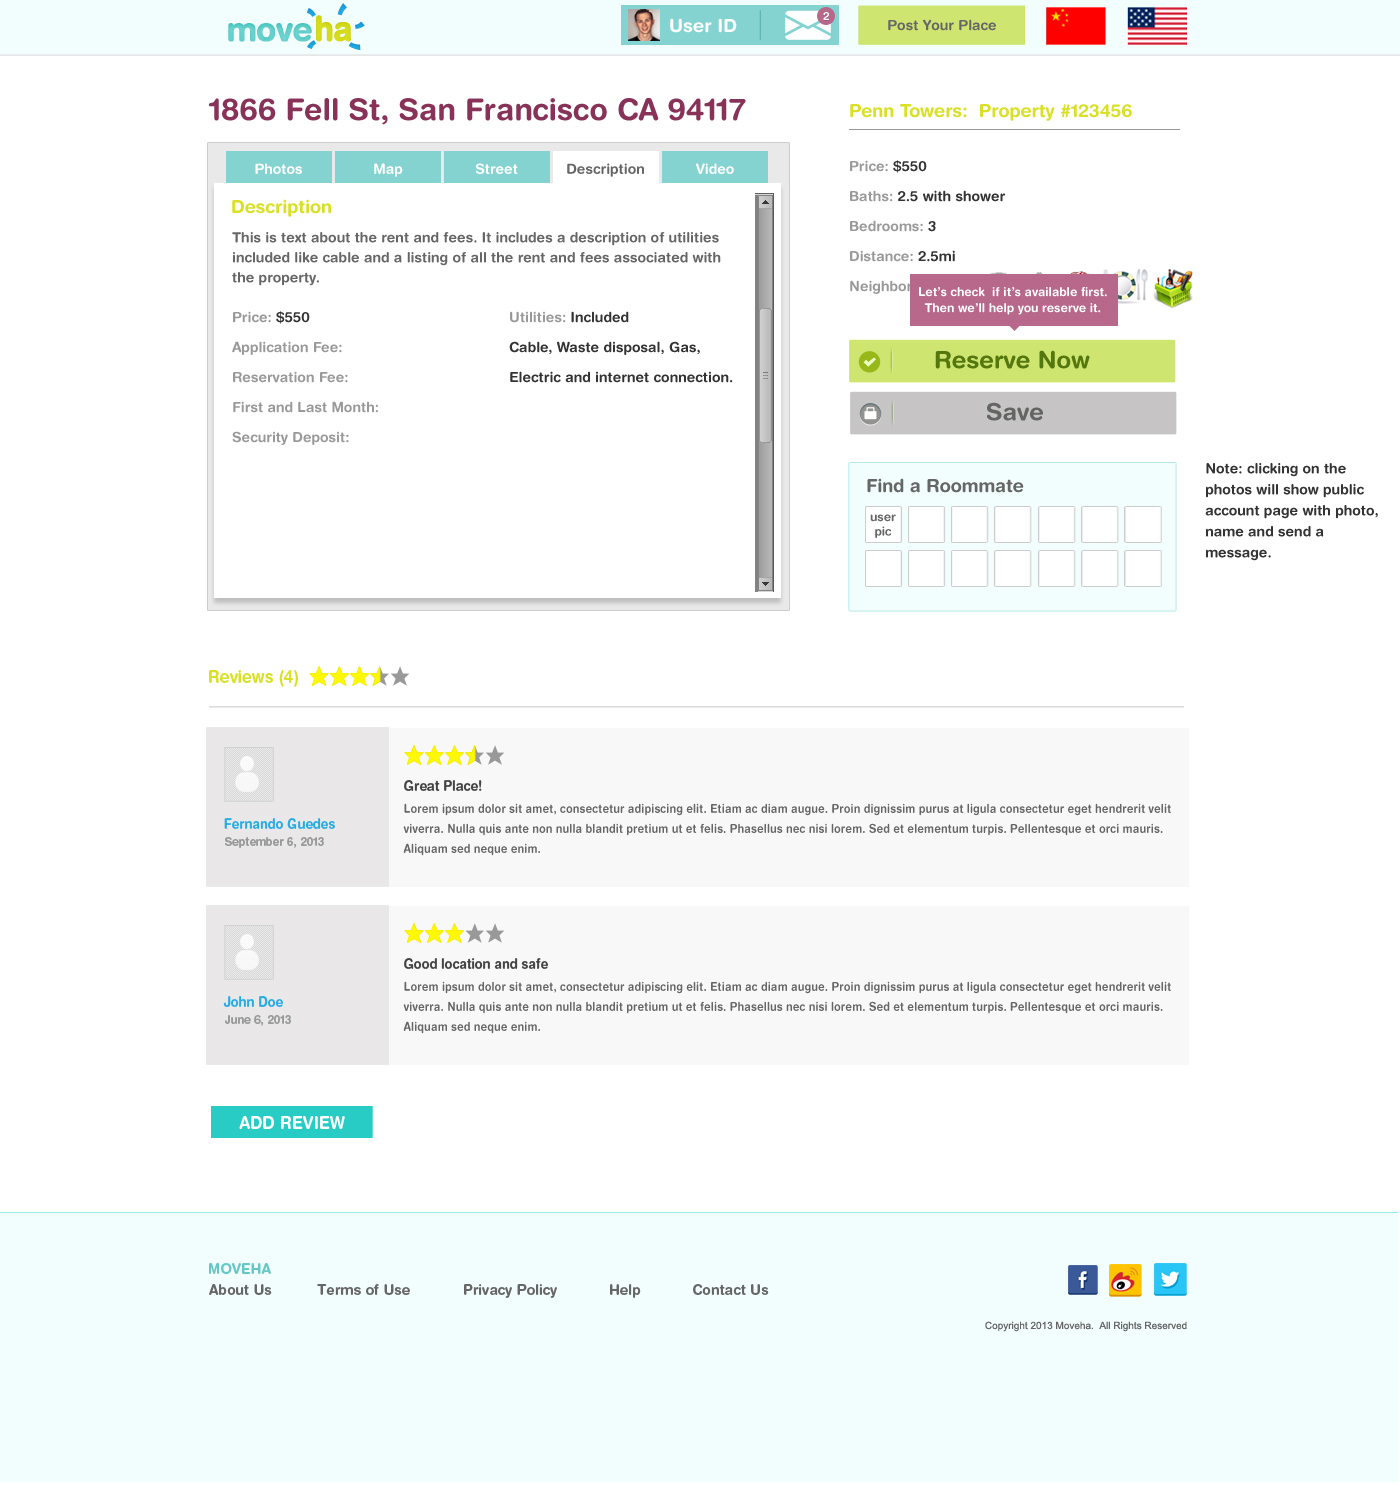 moveha
User ID
2
Post Your Place
1866 Fell St, San Francisco CA 94117
Photos
Map
Street
Description
Video
Description
This is text about the rent and fees. It includes a description of utilities
included like cable and a listing of all the rent and fees associated with
the property.
Price: $550
Application Fee:
Reservation Fee:
First and Last Month:
Security Deposit:
Utilities: Included
Cable, Waste disposal, Gas,
Electric and internet connection.
Penn Towers:  Property #123456
Price: $550
Baths: 2.5 with shower
Bedrooms: 3
Distance: 2.5mi
Neighbor
Let's check  if it's available first.
Then we'll help you reserve it.
Reserve Now
Save
Find a Roommate
user
pic
Note: clicking on the
photos will show public
account page with photo,
name and send a
message.
Reviews (4)
Fernando Guedes
September 6, 2013
Great Place!
Lorem ipsum dolor sit amet, consectetur adipiscing elit. Etiam ac diam augue. Proin dignissim purus at ligula consectetur eget hendrerit velit
viverra. Nulla quis ante non nulla blandit pretium ut et felis. Phasellus nec nisi lorem. Sed et elementum turpis. Pellentesque et orci mauris.
Aliquam sed neque enim.
John Doe
June 6, 2013
Good location and safe
Lorem ipsum dolor sit amet, consectetur adipiscing elit. Etiam ac diam augue. Proin dignissim purus at ligula consectetur eget hendrerit velit
viverra. Nulla quis ante non nulla blandit pretium ut et felis. Phasellus nec nisi lorem. Sed et elementum turpis. Pellentesque et orci mauris.
Aliquam sed neque enim.
ADD REVIEW
MOVEHA
About Us
Terms of Use
Privacy Policy
Help
Contact Us
f
Copyright 2013 Moveha.  All Rights Reserved